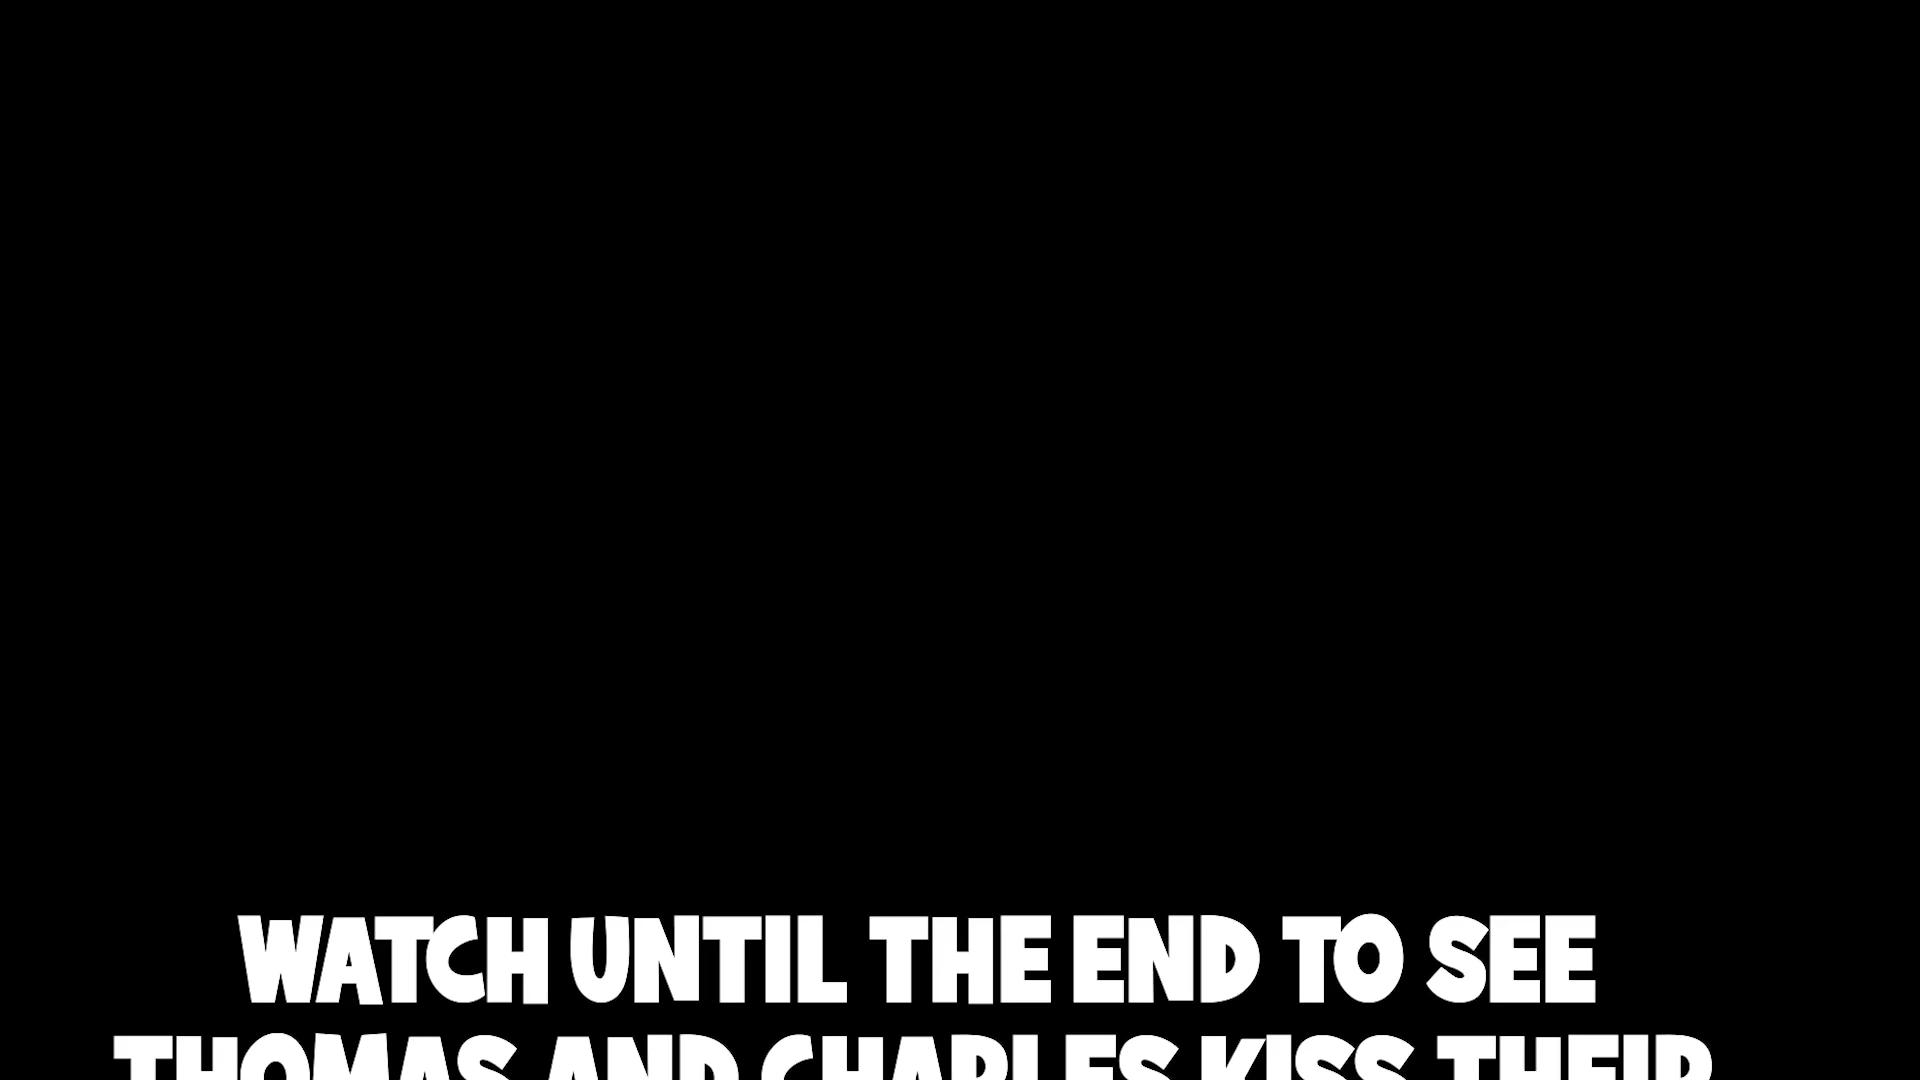 WATCH UNTIL THE END TO SEE
THOMAS AND CHARLES KISS THEIR